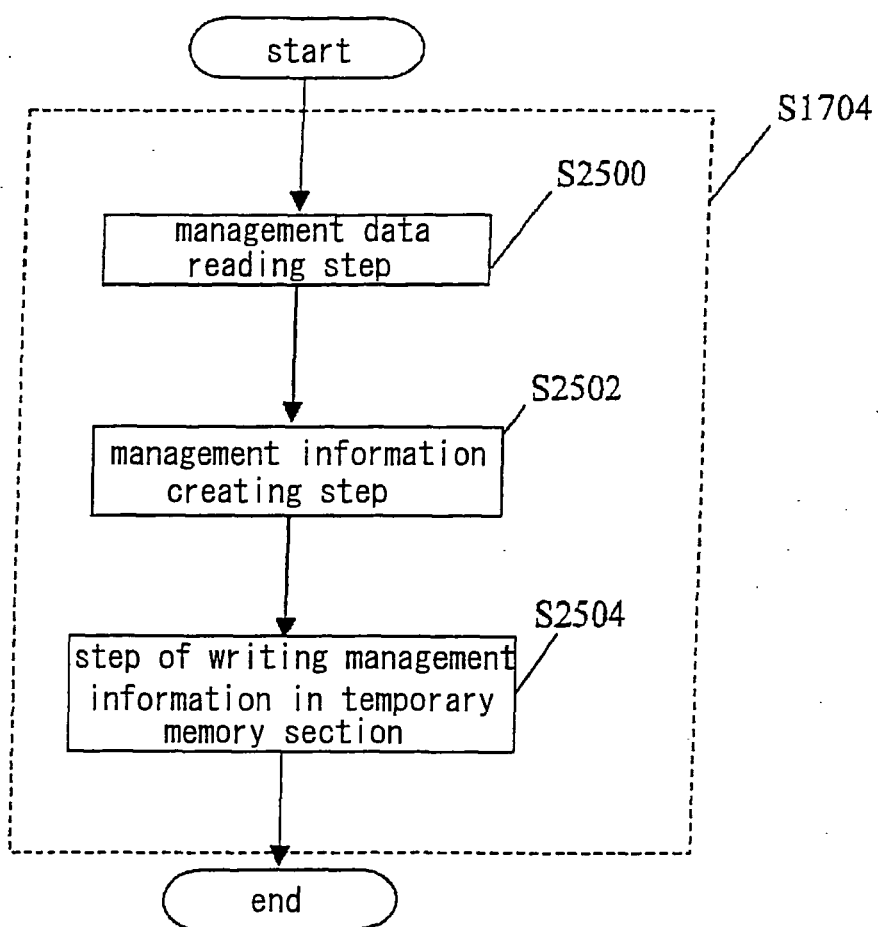 start
S1704
S2500
management data
reading step
S2502
management information
creating step
S2504
step of writing management
information in temporary
memory section
end